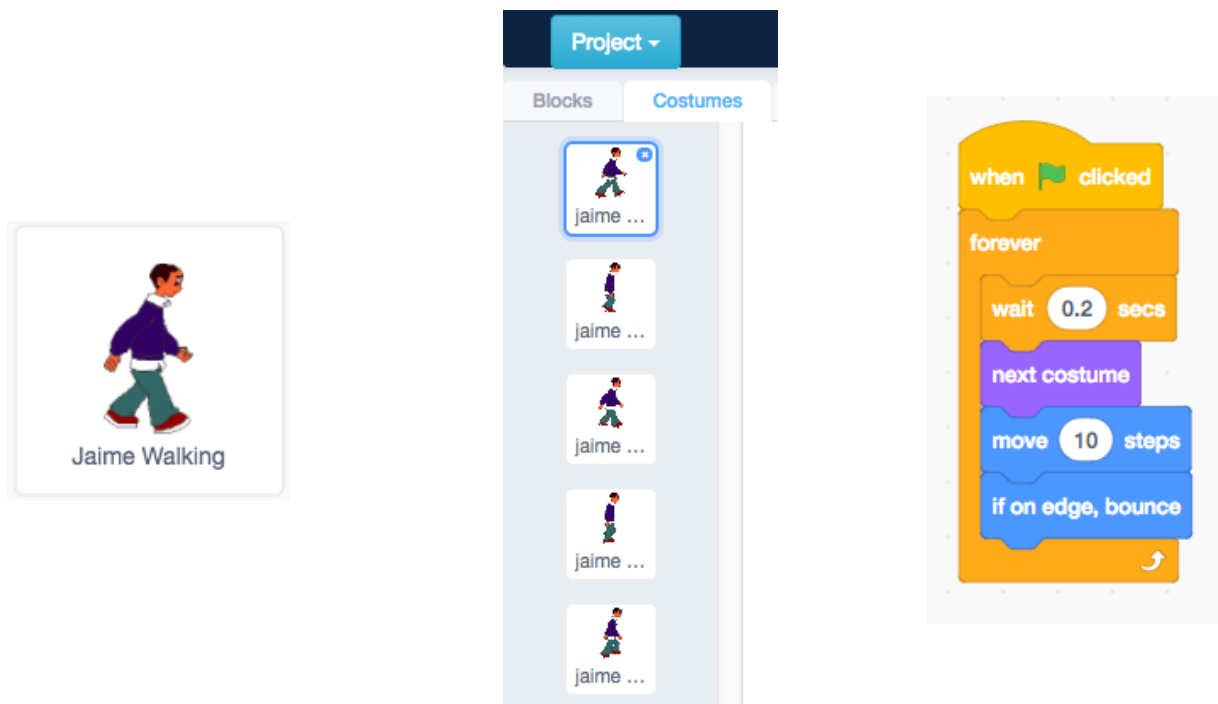 Jaime Walking
Project
Blocks Costumes
jaime ...
jaime ...
jaime ...
jaime ...
jaime ...
when clicked
forever
wait 0.2 secs
next costume
move 10 steps
if on edge, bounce